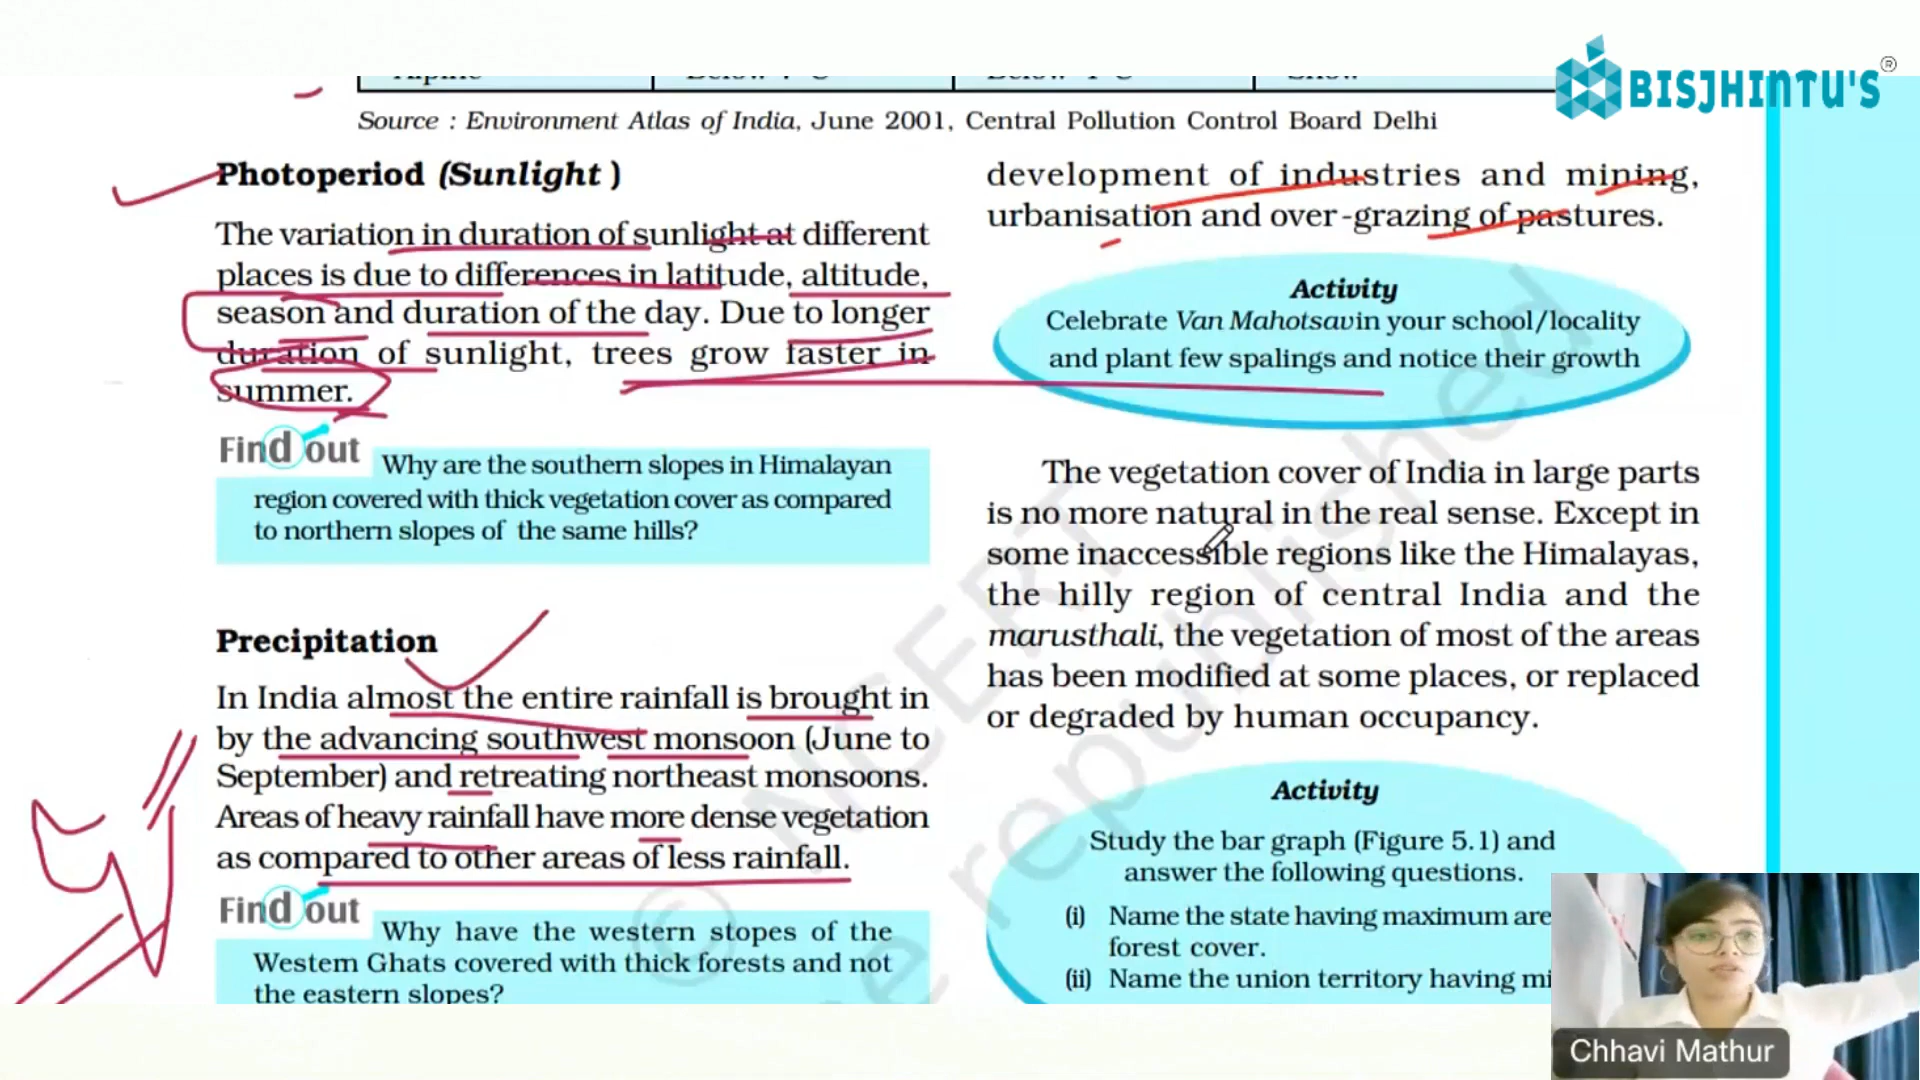 BISJHINTU'S ®
Alpine Below 7°C Below -1°C Snow
Source : Environment Atlas of India, June 2001, Central Pollution Control Board Delhi
Photoperiod (Sunlight )
The variation in duration of sunlight at different
places is due to differences in latitude, altitude,
season and duration of the day. Due to longer
duration of sunlight, trees grow faster in
summer.
Find out
Why are the southern slopes in Himalayan
region covered with thick vegetation cover as compared
to northern slopes of the same hills?
Precipitation
In India almost the entire rainfall is brought in
by the advancing southwest monsoon (June to
September) and retreating northeast monsoons.
Areas of heavy rainfall have more dense vegetation
as compared to other areas of less rainfall.
Find out
Why have the western stopes of the
Western Ghats covered with thick forests and not
the eastern slopes?
development of industries and mining,
urbanisation and over-grazing of pastures.
Activity
Celebrate Van Mahotsav in your school/locality
and plant few spalings and notice their growth
The vegetation cover of India in large parts
is no more natural in the real sense. Except in
some inaccessible regions like the Himalayas,
the hilly region of central India and the
marusthali, the vegetation of most of the areas
has been modified at some places, or replaced
or degraded by human occupancy.
Activity
Study the bar graph (Figure 5.1) and
answer the following questions.
(i) Name the state having maximum are
forest cover.
(ii) Name the union territory having mi
© NCERT
e republished
Chhavi Mathur